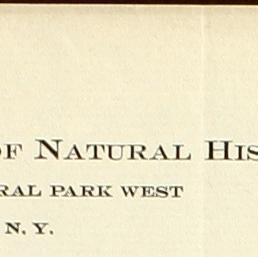 OF NATURAL HIS
RAL PARK WEST
N. Y.